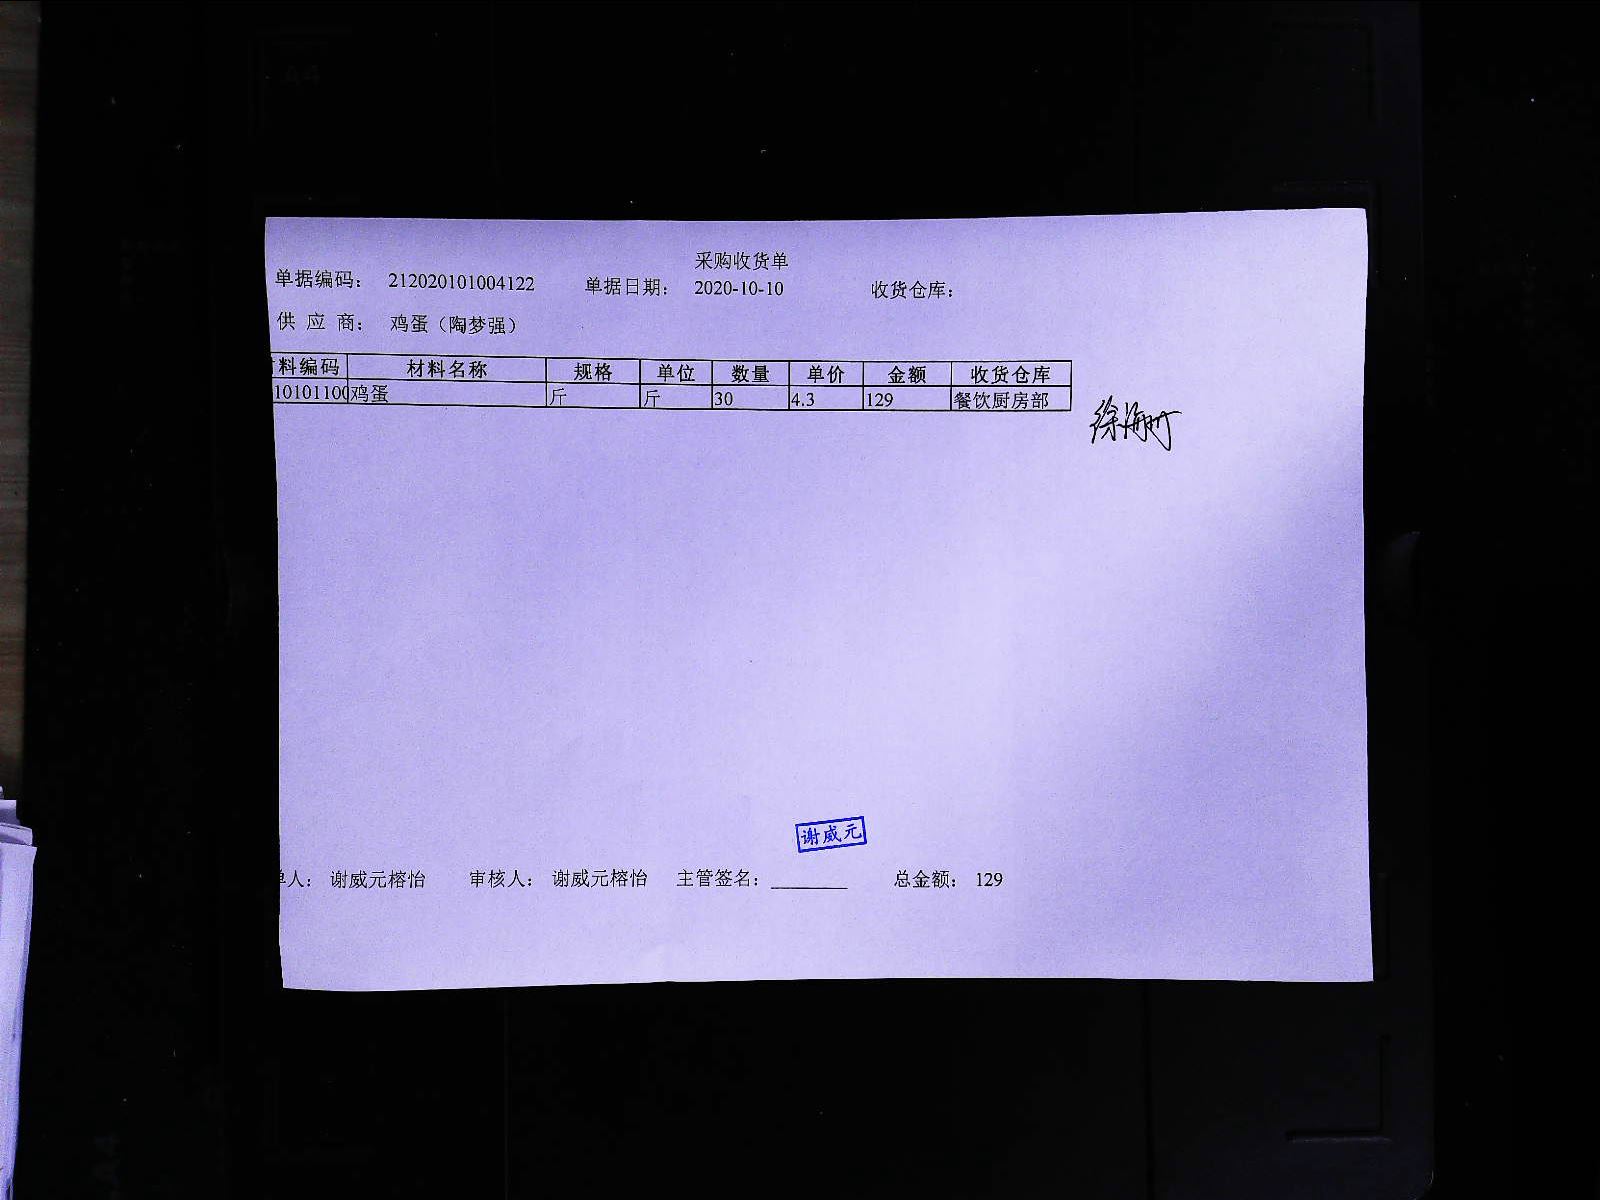 采购收货单
单据编码： 212020101004122 单据日期： 2020-10-10 收货仓库：
供 应 商： 鸡蛋（陶梦强）
料编码 材料名称 规格 单位 数量 单价 金额 收货仓库
10101100 鸡蛋 斤 斤 30 4.3 129 餐饮厨房部
谢威元
单人： 谢威元榕怡 审核人： 谢威元榕怡 主管签名： 总金额： 129